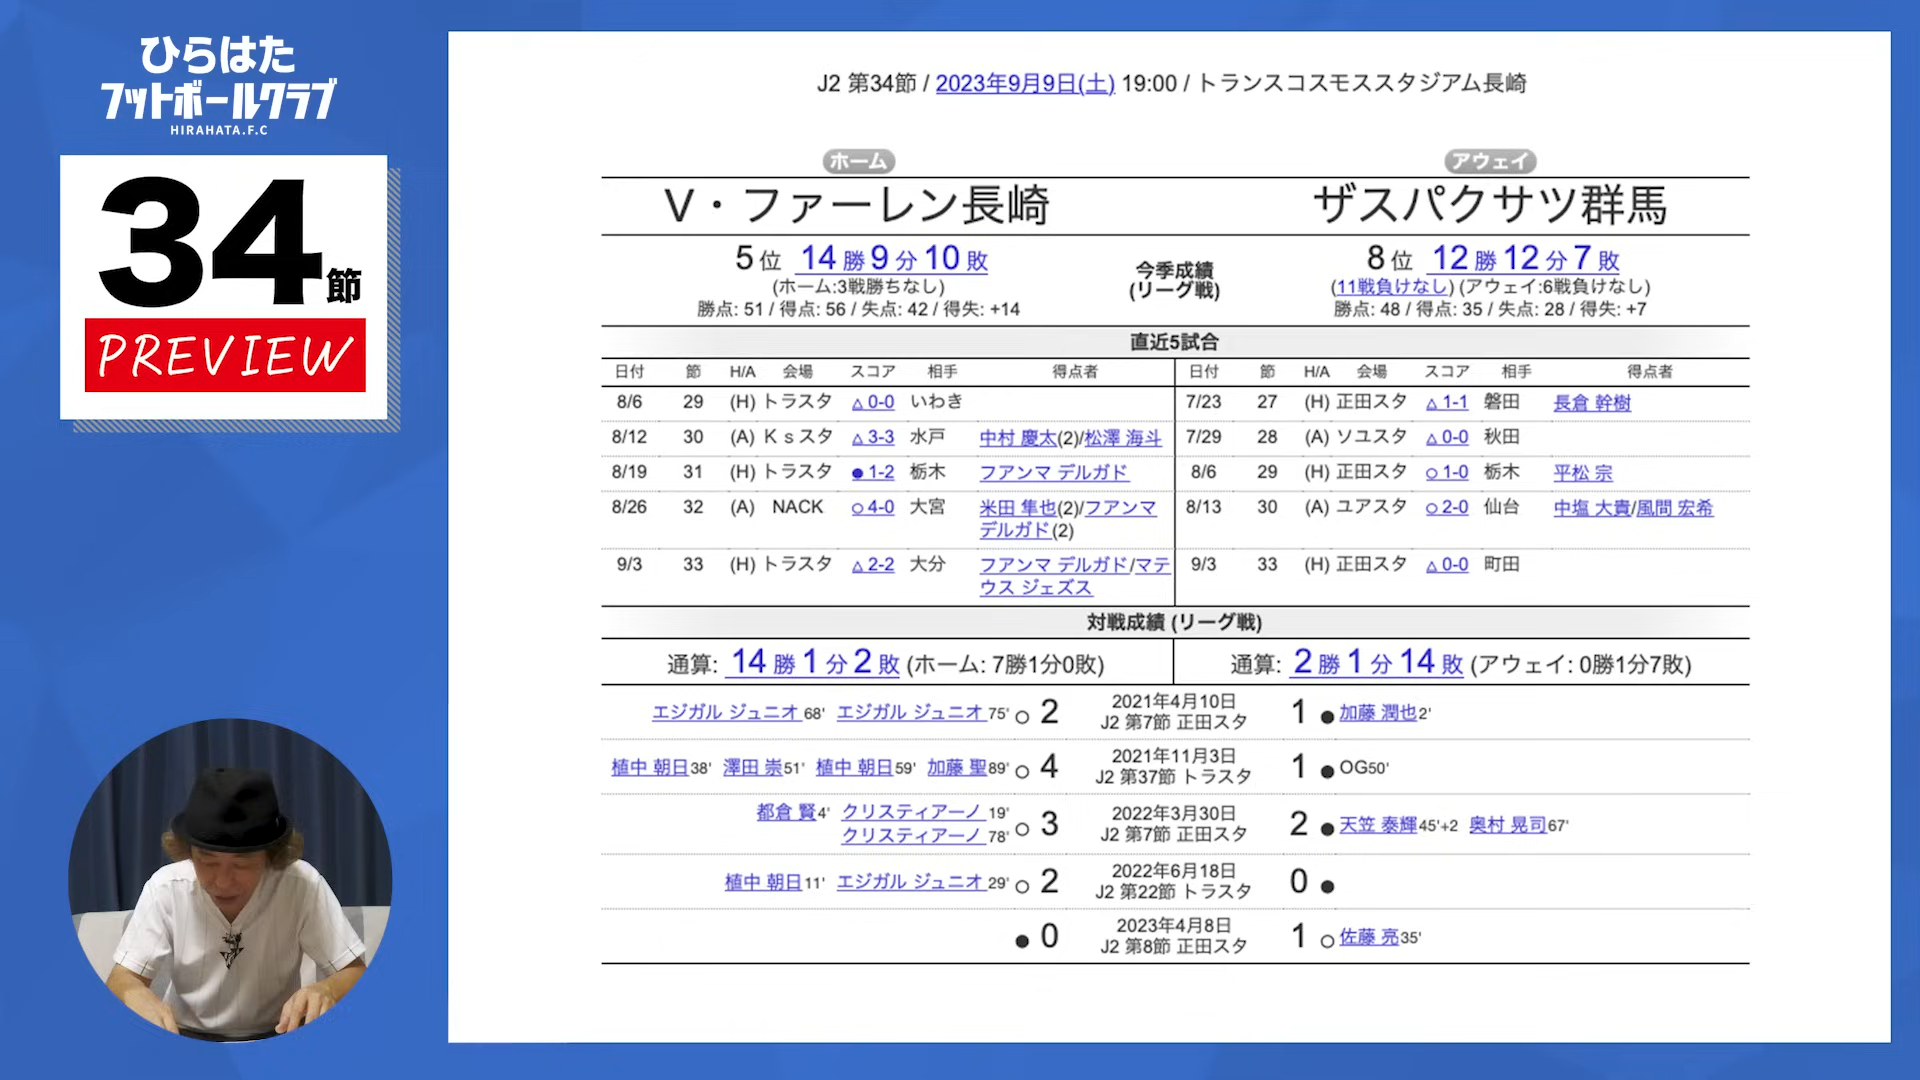 ひらはた
フットボールクラブ
HIRAHATA.F.C
34節
PREVIEW
J2 第34節 / 2023年9月9日(土) 19:00 / トランスコスモススタジアム長崎
ホーム アウェイ
V・ファーレン長崎 ザスパクサツ群馬
5位 14勝9分10敗 今季成績 (リーグ戦) 8位 12勝12分7敗
(ホーム:3戦勝ちなし) (11戦負けなし) (アウェイ:6戦負けなし)
勝点: 51 / 得点: 56 / 失点: 42 / 得失: +14 勝点: 48 / 得点: 35 / 失点: 28 / 得失: +7
直近5試合
日付 節 H/A 会場 スコア 相手 得点者 日付 節 H/A 会場 スコア 相手 得点者
8/6 29 (H) トラスタ △0-0 いわき 7/23 27 (H) 正田スタ △1-1 磐田 長倉 幹樹
8/12 30 (A) Ksスタ △3-3 水戸 中村 慶太(2)/松澤 海斗 7/29 28 (A) ソユスタ △0-0 秋田
8/19 31 (H) トラスタ ●1-2 栃木 フアンマ デルガド 8/6 29 (H) 正田スタ ○1-0 栃木 平松 宗
8/26 32 (A) NACK ○4-0 大宮 米田 隼也(2)/フアンマ デルガド(2) 8/13 30 (A) ユアスタ ○2-0 仙台 中塩 大貴/風間 宏希
9/3 33 (H) トラスタ △2-2 大分 フアンマ デルガド/マテウス ジェズス 9/3 33 (H) 正田スタ △0-0 町田
対戦成績 (リーグ戦)
通算: 14勝1分2敗 (ホーム: 7勝1分0敗) 通算: 2勝1分14敗 (アウェイ: 0勝1分7敗)
エジガル ジュニオ 68' エジガル ジュニオ 75' ○ 2 2021年4月10日 J2 第7節 正田スタ 1 ● 加藤 潤也2'
植中 朝日38' 澤田 崇51' 植中 朝日59' 加藤 聖89' ○ 4 2021年11月3日 J2 第37節 トラスタ 1 ● OG50'
都倉 賢4' クリスティアーノ 19' クリスティアーノ 78' ○ 3 2022年3月30日 J2 第7節 正田スタ 2 ● 天笠 泰輝45'+2 奥村 晃司67'
植中 朝日11' エジガル ジュニオ 29' ○ 2 2022年6月18日 J2 第22節 トラスタ 0 ●
● 0 2023年4月8日 J2 第8節 正田スタ 1 ○ 佐藤 亮35'